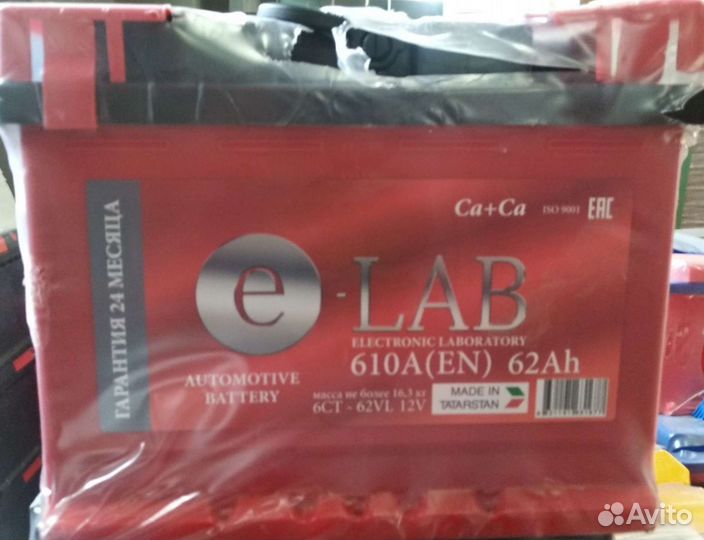 ГАРАНТИЯ 24 МЕСЯЦА
Ca+Ca ISO 9001 EAC
e-LAB
ELECTRONIC LABORATORY
610A(EN) 62Ah
AUTOMOTIVE
BATTERY
масса не более 16,3 кг
6СТ - 62VL 12V
MADE IN
TATARSTAN
Avito